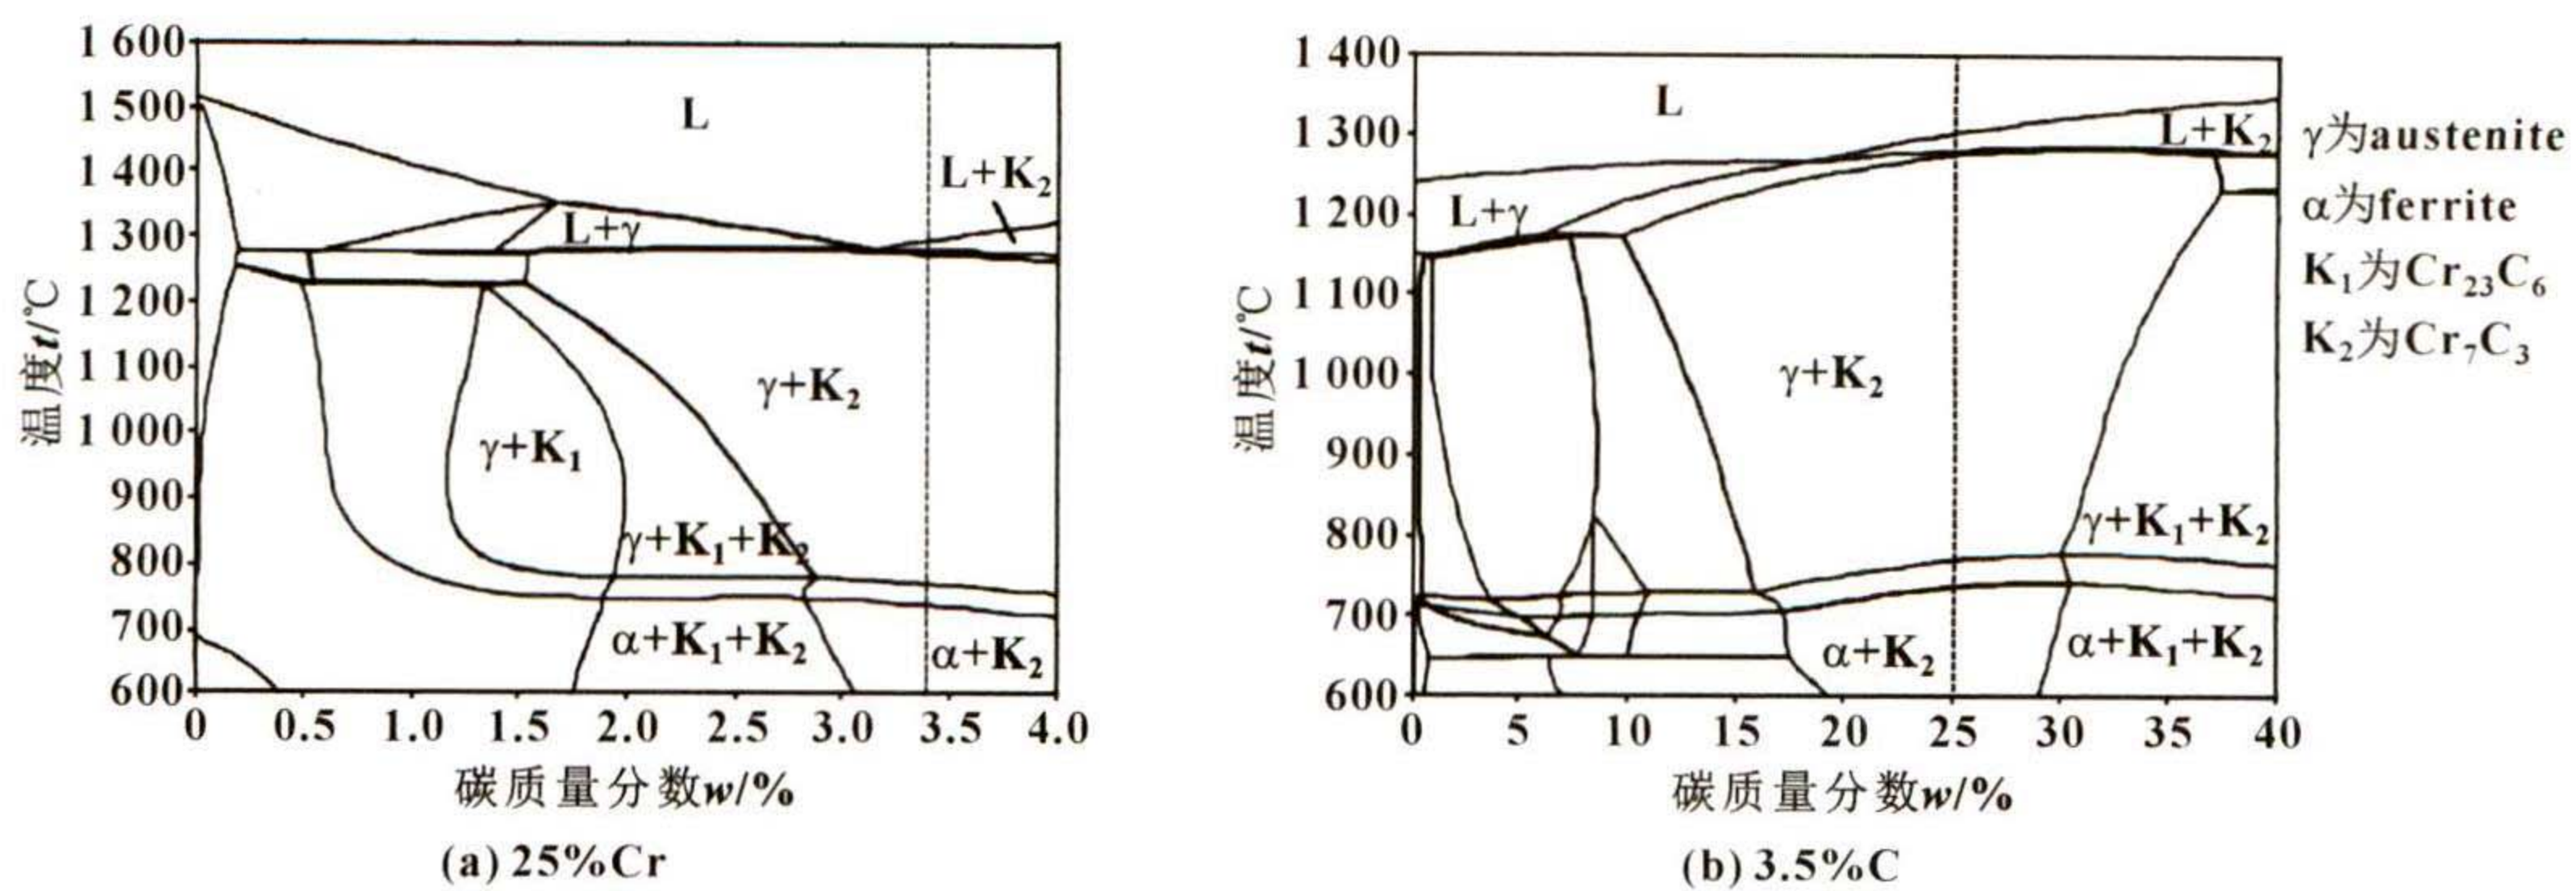 1 600
1 500
1 400
1 300
1 200
1 100
1 000
900
800
700
600
温度t/℃
L
L+K₂
L+γ
γ+K₂
γ+K₁
γ+K₁+K₂
α+K₁+K₂
α+K₂
0 0.5 1.0 1.5 2.0 2.5 3.0 3.5 4.0
碳质量分数w/%
(a) 25%Cr
1 400
1 300
1 200
1 100
1 000
900
800
700
600
温度t/℃
L
L+K₂
L+γ
γ+K₂
γ+K₁+K₂
α+K₂
α+K₁+K₂
0 5 10 15 20 25 30 35 40
碳质量分数w/%
(b) 3.5%C
γ为austenite
α为ferrite
K₁为Cr₂₃C₆
K₂为Cr₇C₃